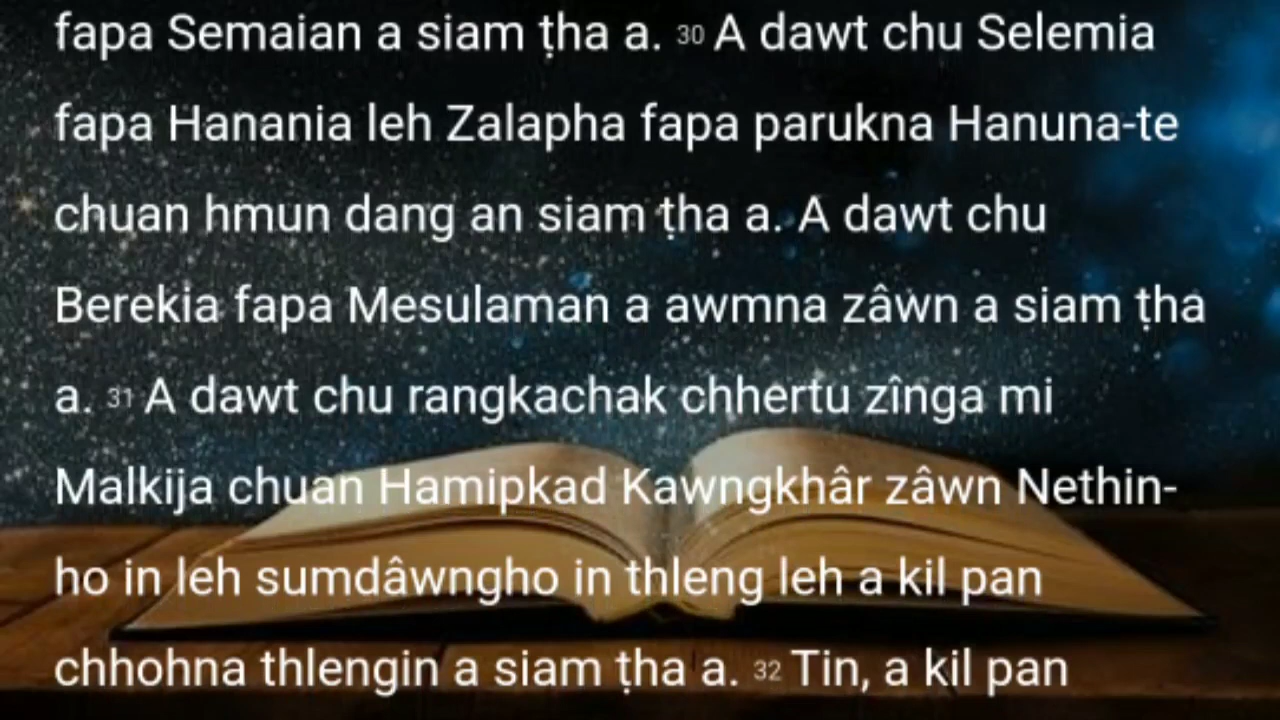 fapa Semaian a siam ṭha a. 30 A dawt chu Selemia
fapa Hanania leh Zalapha fapa parukna Hanuna-te
chuan hmun dang an siam ṭha a. A dawt chu
Berekia fapa Mesulaman a awmna zâwn a siam ṭha
a. 31 A dawt chu rangkachak chhertu zînga mi
Malkija chuan Hamipkad Kawngkhâr zâwn Nethin-
ho in leh sumdâwngho in thleng leh a kil pan
chhohna thlengin a siam ṭha a. 32 Tin, a kil pan